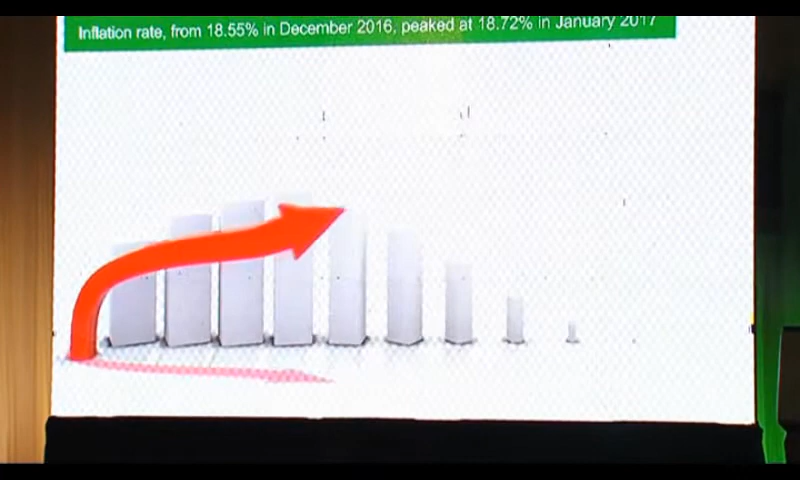 Inflation rate, from 18.55% in December 2016, peaked at 18.72% in January 2017